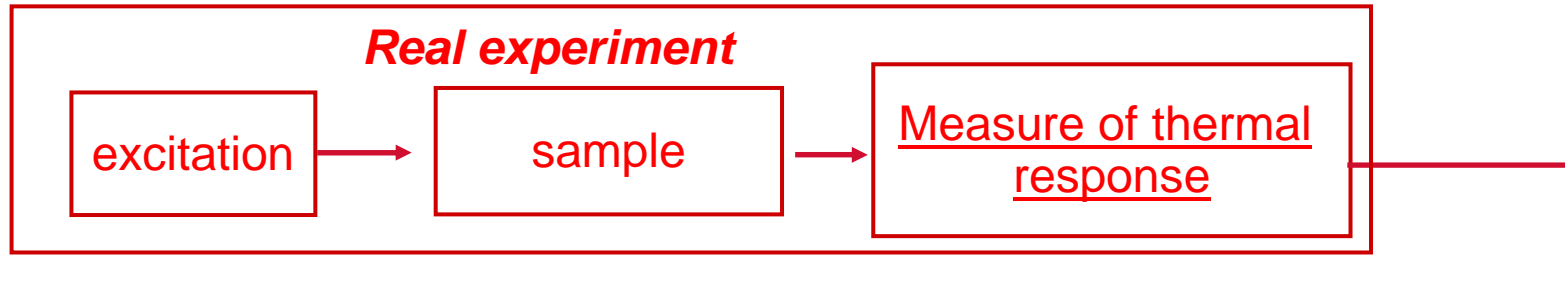 Real experiment
excitation
sample
Measure of thermal
response